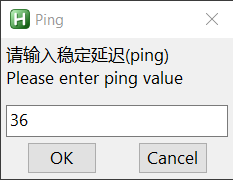 Ping
请输入稳定延迟(ping)
Please enter ping value
36
OK
Cancel